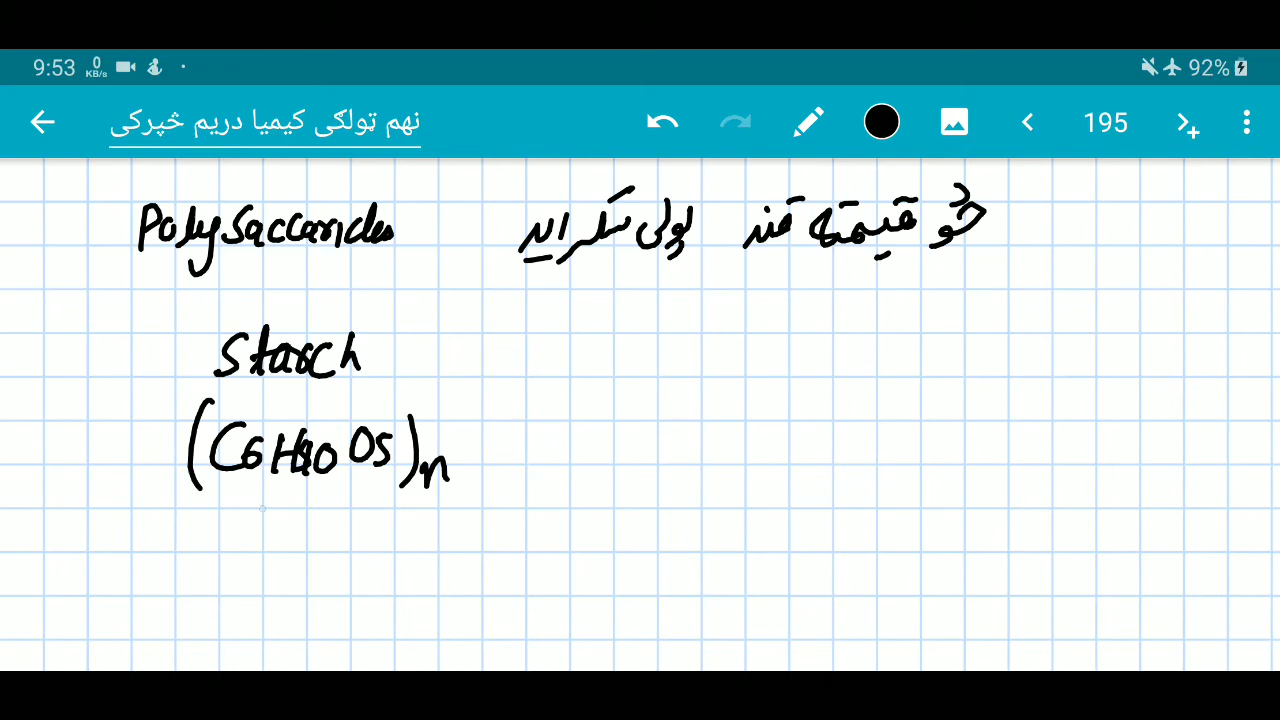 9:53 0 KB/s 92%
نهم ټولګی کیمیا دریم څپرکی 195
Polysaccarides څو قیمته قند پولی سکراید
Starch
(C6H10O5)n